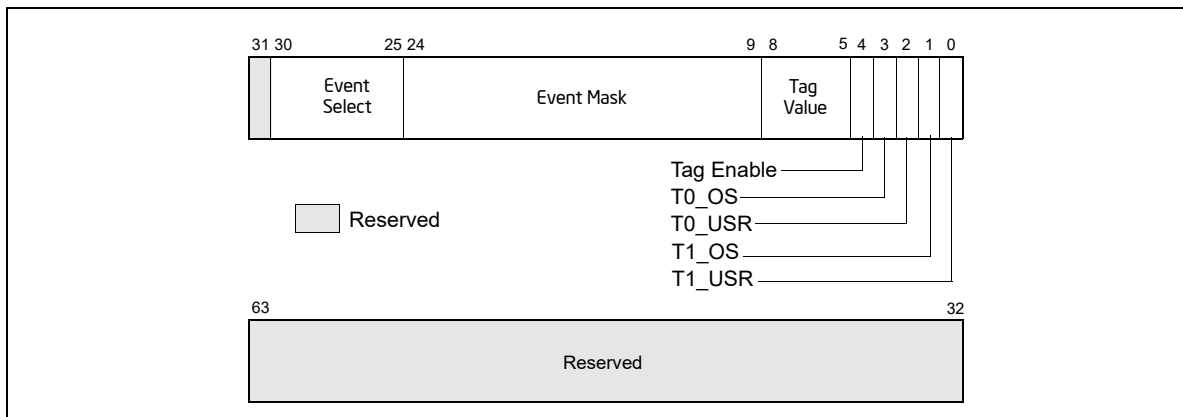 31 30 25 24 9 8 5 4 3 2 1 0
Event
Select
Event Mask
Tag
Value
Tag Enable
T0_OS
Reserved
T0_USR
T1_OS
T1_USR
63 32
Reserved